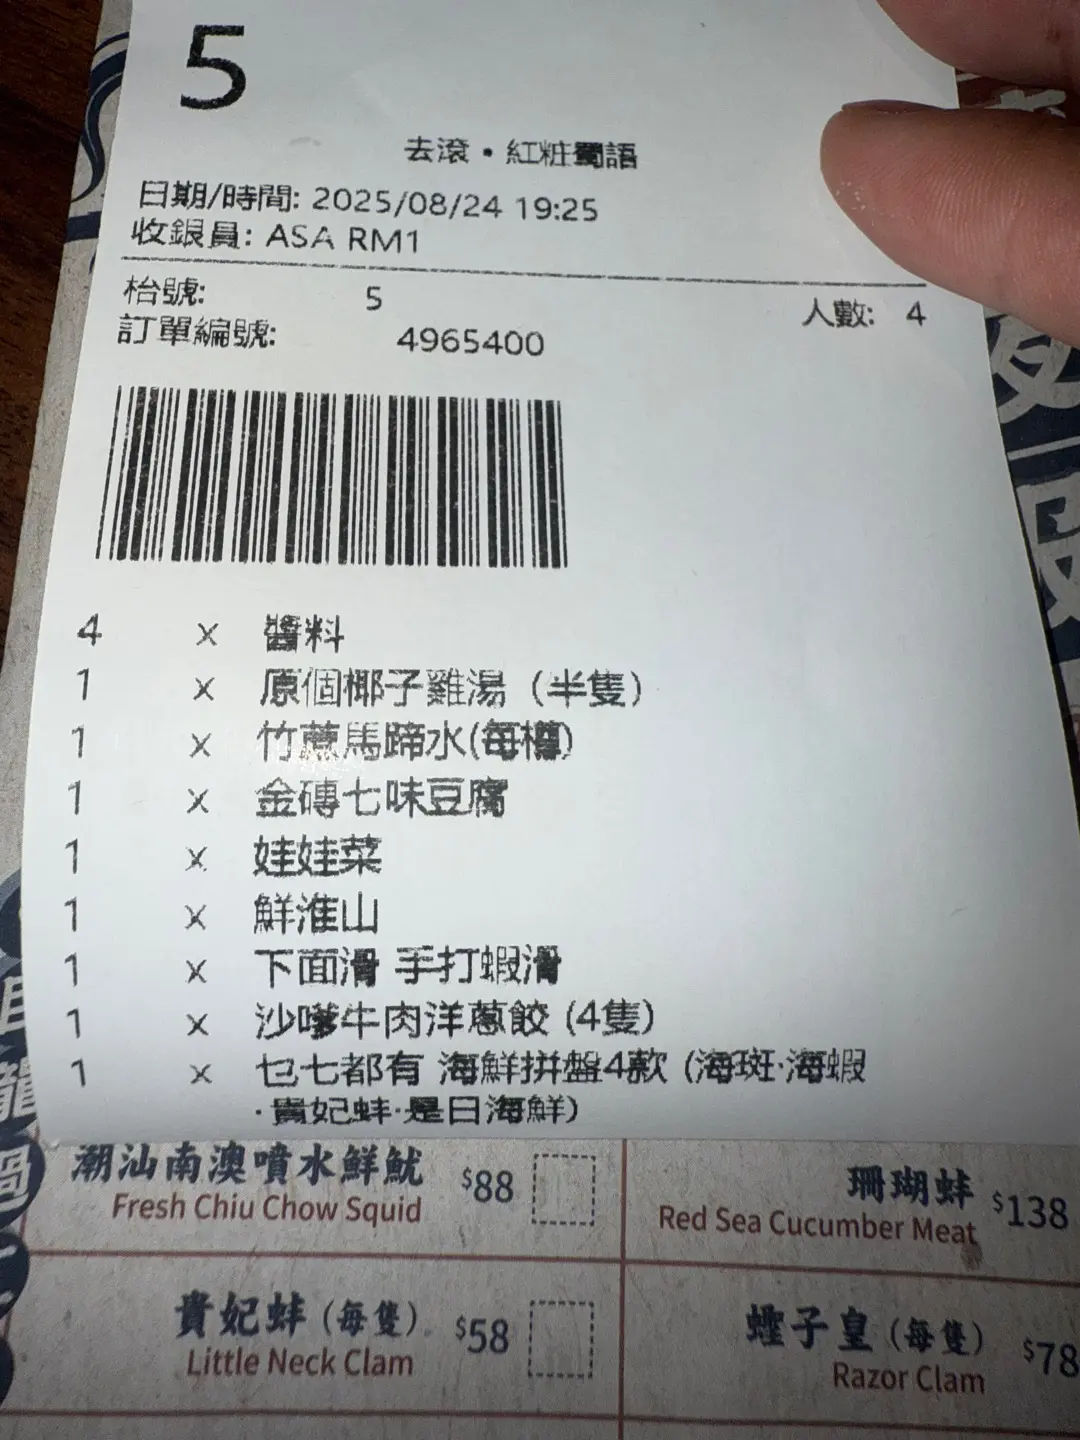 5
去滾・紅粧蜀語
日期/時間: 2025/08/24 19:25
收銀員: ASA RM1
枱號: 5 人數: 4
訂單編號: 4965400
4 x 醬料
1 x 原個椰子雞湯（半隻）
1 x 竹蔗馬蹄水(每樽)
1 x 金磚七味豆腐
1 x 娃娃菜
1 x 鮮淮山
1 x 下面滑 手打蝦滑
1 x 沙嗲牛肉洋蔥餃 (4隻)
1 x 乜七都有 海鮮拼盤4款 (海斑·海蝦
·貴妃蚌·是日海鮮)
潮汕南澳噴水鮮魷 $88
Fresh Chiu Chow Squid
珊瑚蚌 $138
Red Sea Cucumber Meat
貴妃蚌 (每隻) $58
Little Neck Clam
蟶子皇 (每隻) $78
Razor Clam